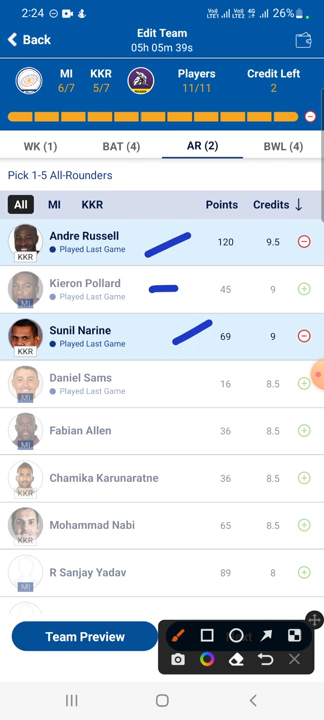 2:24
26%
Edit Team
Back
05h 05m 39s
MI KKR Players Credit Left
6/7 5/7 11/11 2
WK (1) BAT (4) AR (2) BWL (4)
Pick 1-5 All-Rounders
All MI KKR Points Credits ↓
Andre Russell
Played Last Game
120 9.5
KKR
Kieron Pollard
Played Last Game
45 9
MI
Sunil Narine
Played Last Game
69 9
KKR
Daniel Sams
Played Last Game
16 8.5
MI
Fabian Allen
36 8.5
MI
Chamika Karunaratne
36 8.5
KKR
Mohammad Nabi
65 8.5
KKR
R Sanjay Yadav
89 8
MI
Team Preview